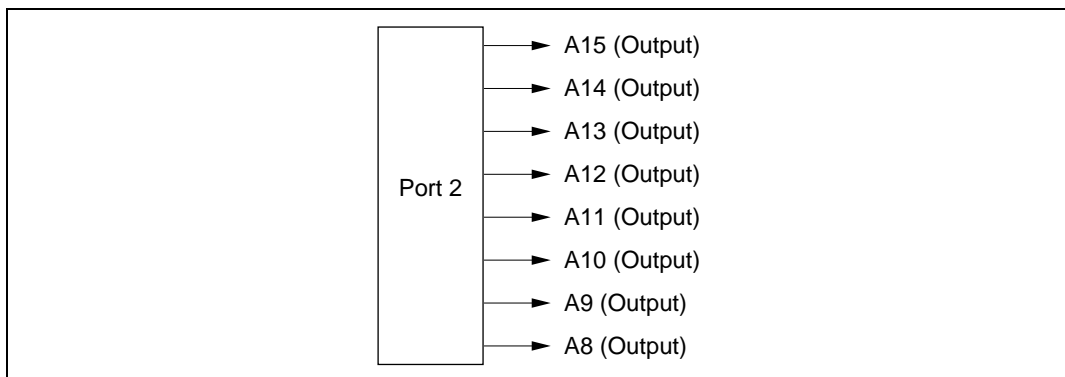 A15 (Output)
A14 (Output)
A13 (Output)
A12 (Output)
Port 2
A11 (Output)
A10 (Output)
A9 (Output)
A8 (Output)